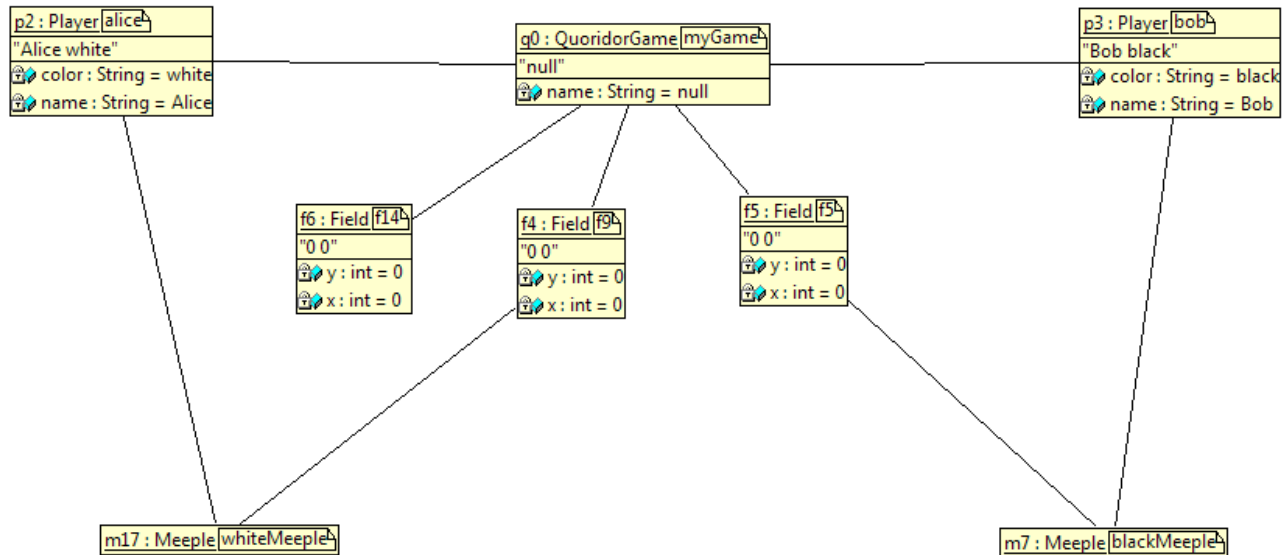 p2 : Player alice
"Alice white"
color : String = white
name : String = Alice
q0 : QuoridorGame myGame
"null"
name : String = null
p3 : Player bob
"Bob black"
color : String = black
name : String = Bob
f6 : Field f14
"0 0"
y : int = 0
x : int = 0
f4 : Field f9
"0 0"
y : int = 0
x : int = 0
f5 : Field f5
"0 0"
y : int = 0
x : int = 0
m17 : Meeple whiteMeeple
m7 : Meeple blackMeeple